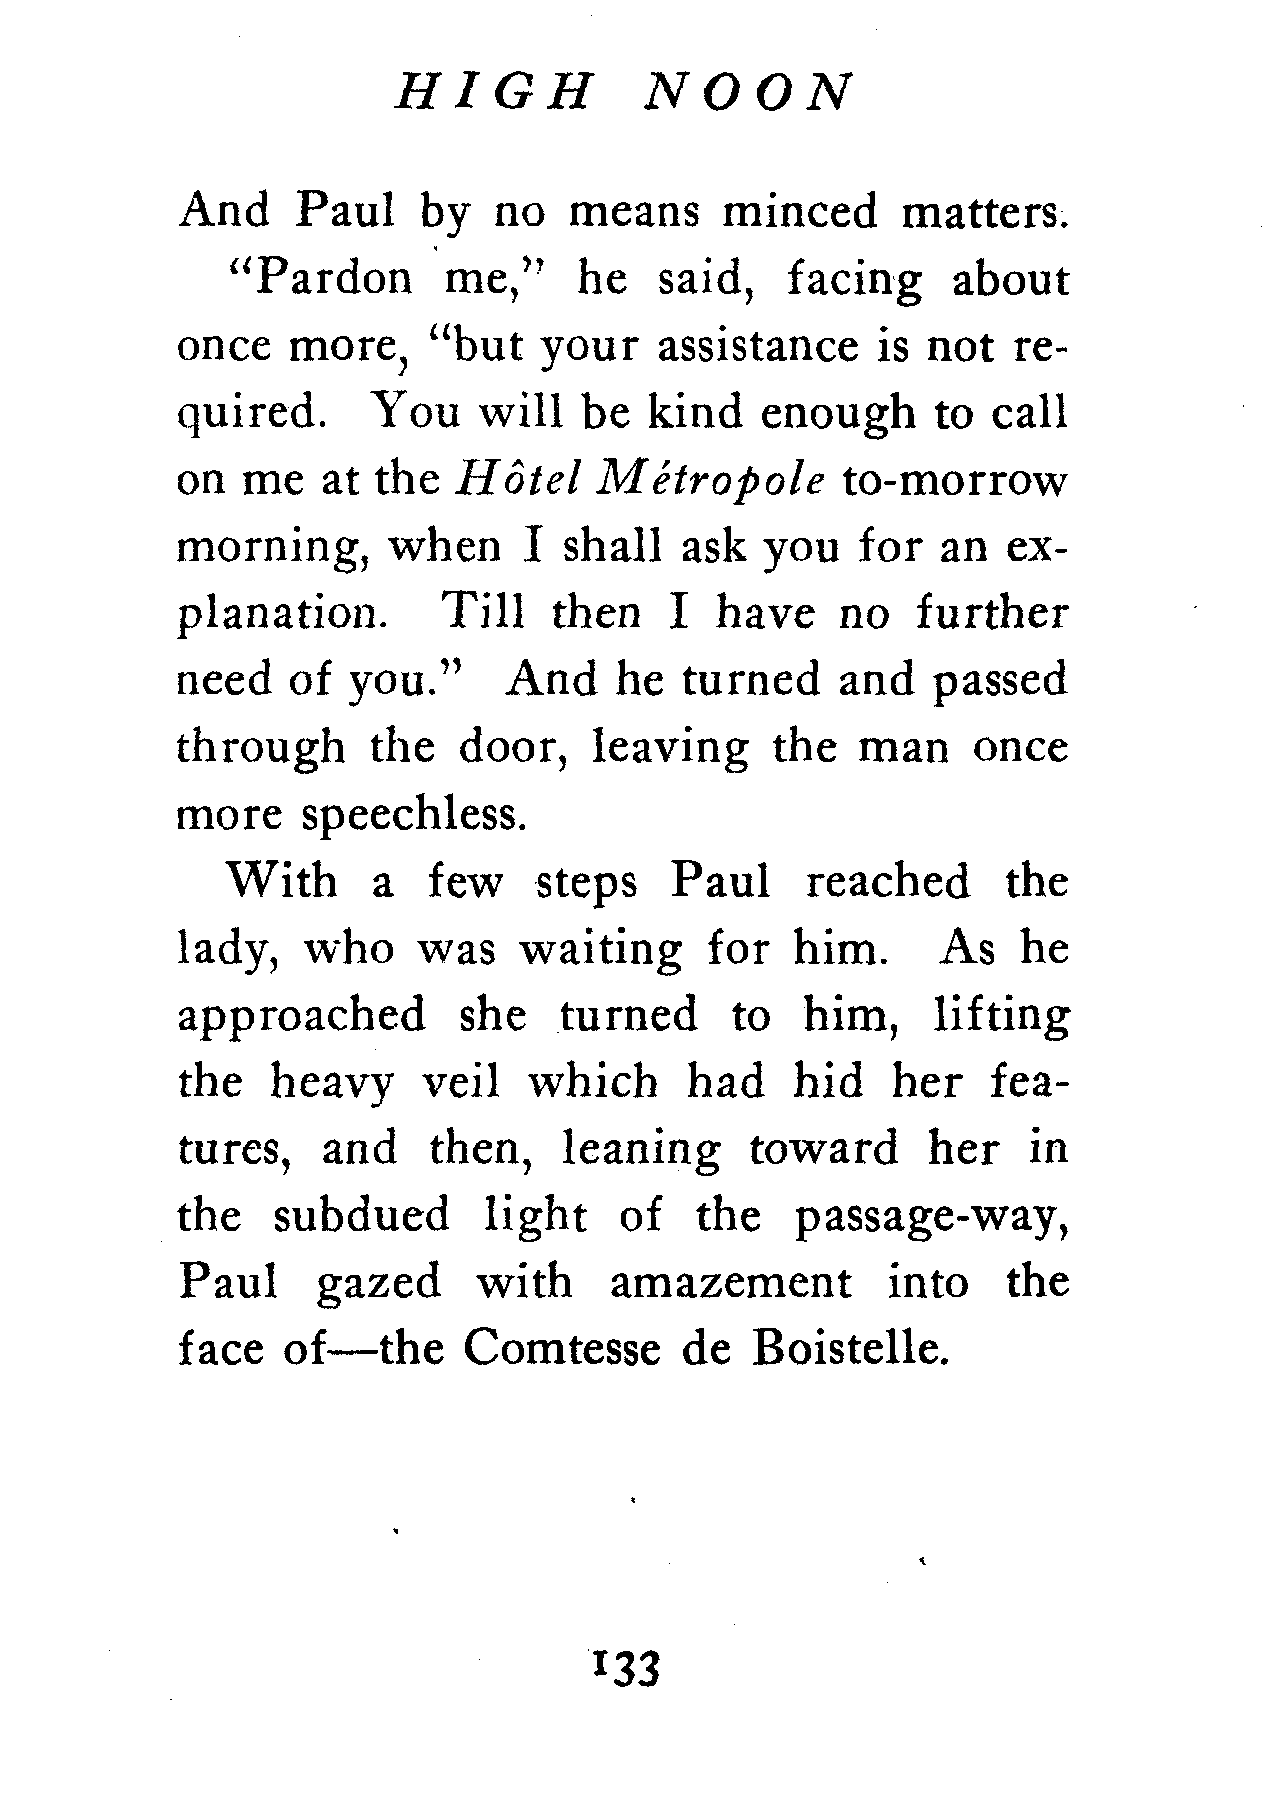 HIGH NOON
And Paul by no means minced matters.
"Pardon me," he said, facing about
once more, "but your assistance is not re-
quired. You will be kind enough to call
on me at the Hôtel Métropole to-morrow
morning, when I shall ask you for an ex-
planation. Till then I have no further
need of you." And he turned and passed
through the door, leaving the man once
more speechless.
With a few steps Paul reached the
lady, who was waiting for him. As he
approached she turned to him, lifting
the heavy veil which had hid her fea-
tures, and then, leaning toward her in
the subdued light of the passage-way,
Paul gazed with amazement into the
face of—the Comtesse de Boistelle.
133